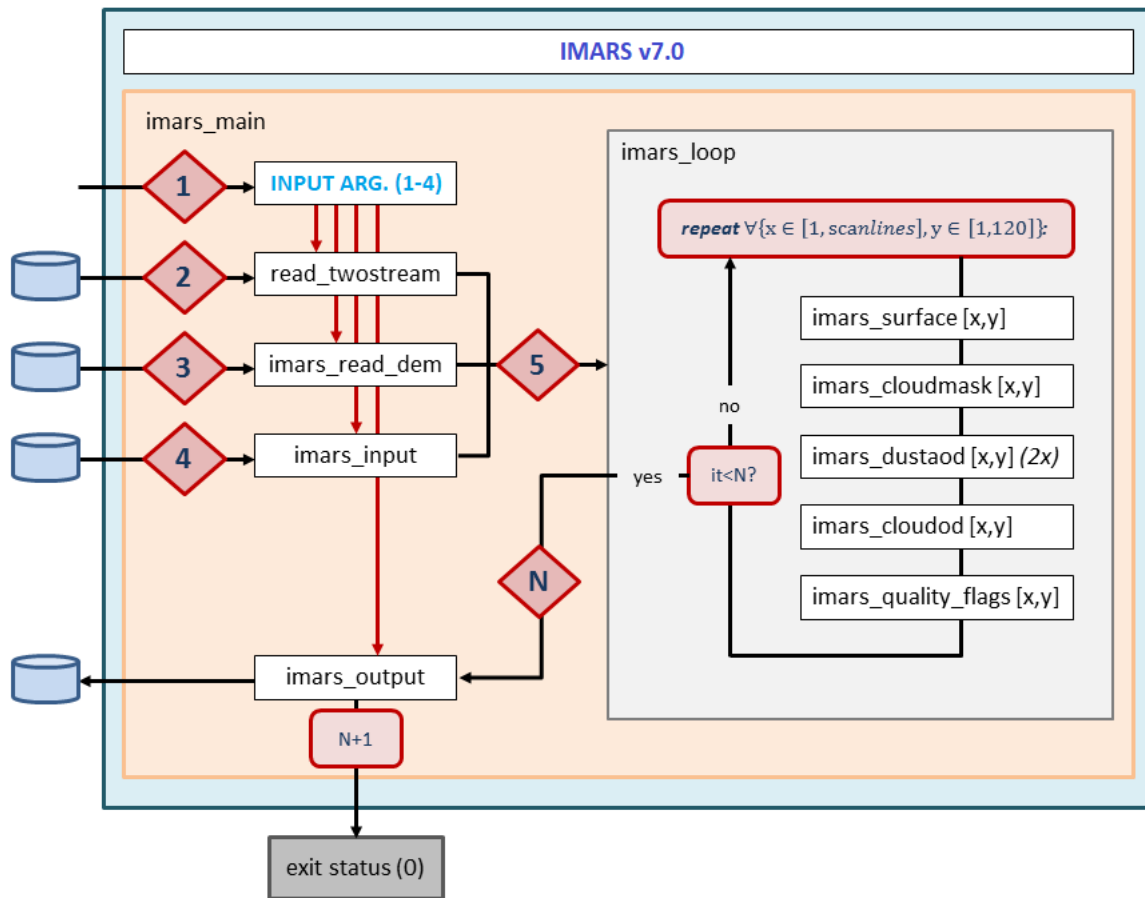 IMARS v7.0
imars_main
1
INPUT ARG. (1-4)
2
read_twostream
3
imars_read_dem
4
imars_input
5
N
imars_output
N+1
exit status (0)
imars_loop
repeat ∀{x ∈ [1, scanlines], y ∈ [1,120]}:
imars_surface [x,y]
imars_cloudmask [x,y]
imars_dustaod [x,y] (2x)
imars_cloudod [x,y]
imars_quality_flags [x,y]
no
yes
it<N?